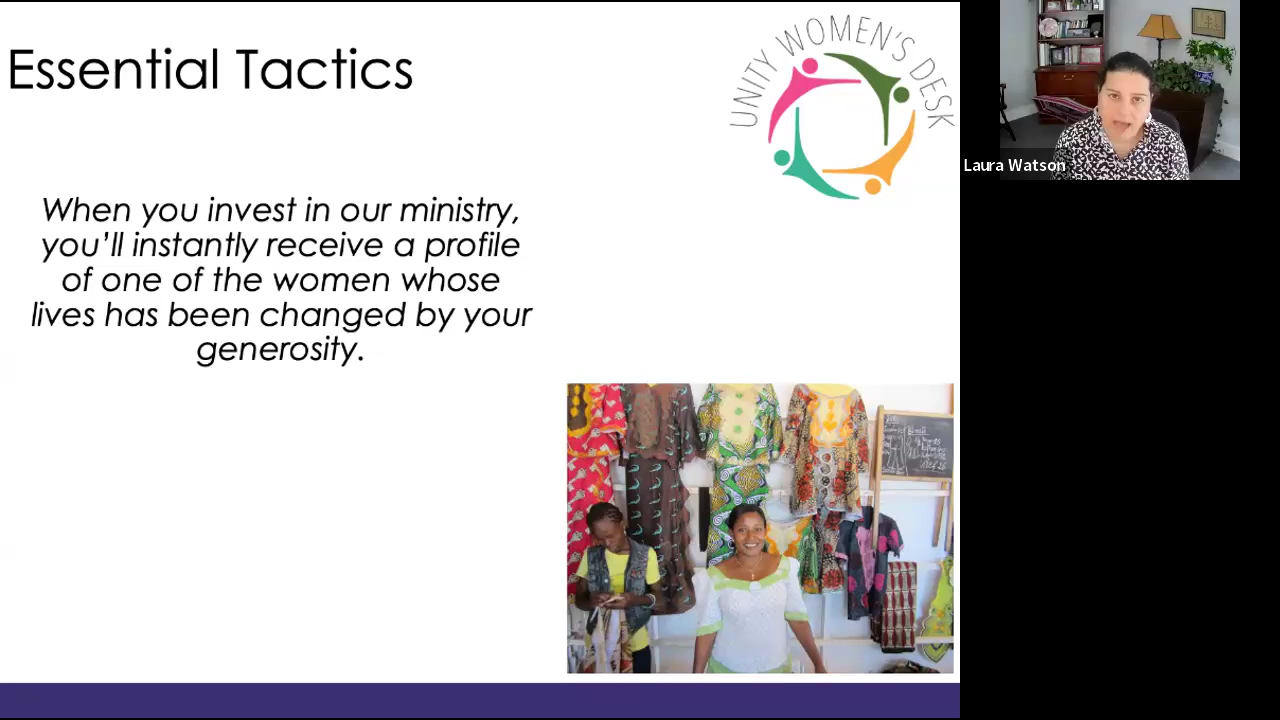 Essential Tactics
UNITY WOMEN'S DESK
When you invest in our ministry,
you'll instantly receive a profile
of one of the women whose
lives has been changed by your
generosity.
Laura Watson